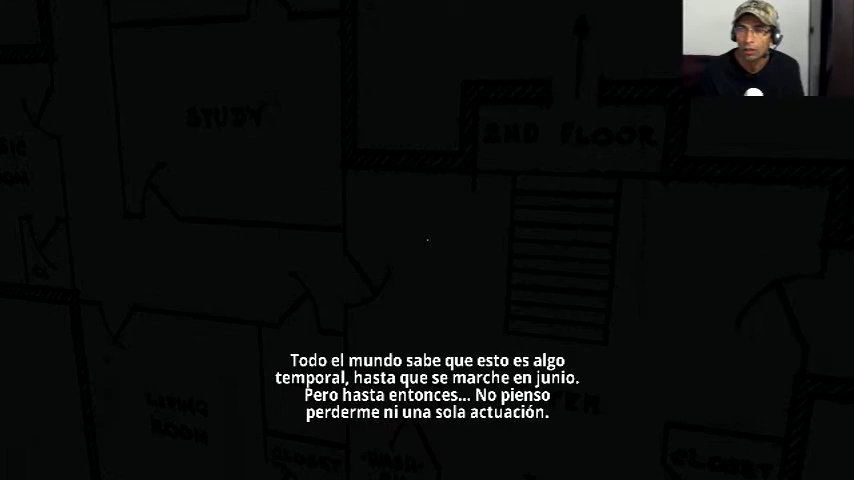 STUDY
2ND FLOOR
Todo el mundo sabe que esto es algo
temporal, hasta que se marche en junio.
Pero hasta entonces... No pienso
perderme ni una sola actuación.
LIVING
ROOM
CLOSET
CLOSET